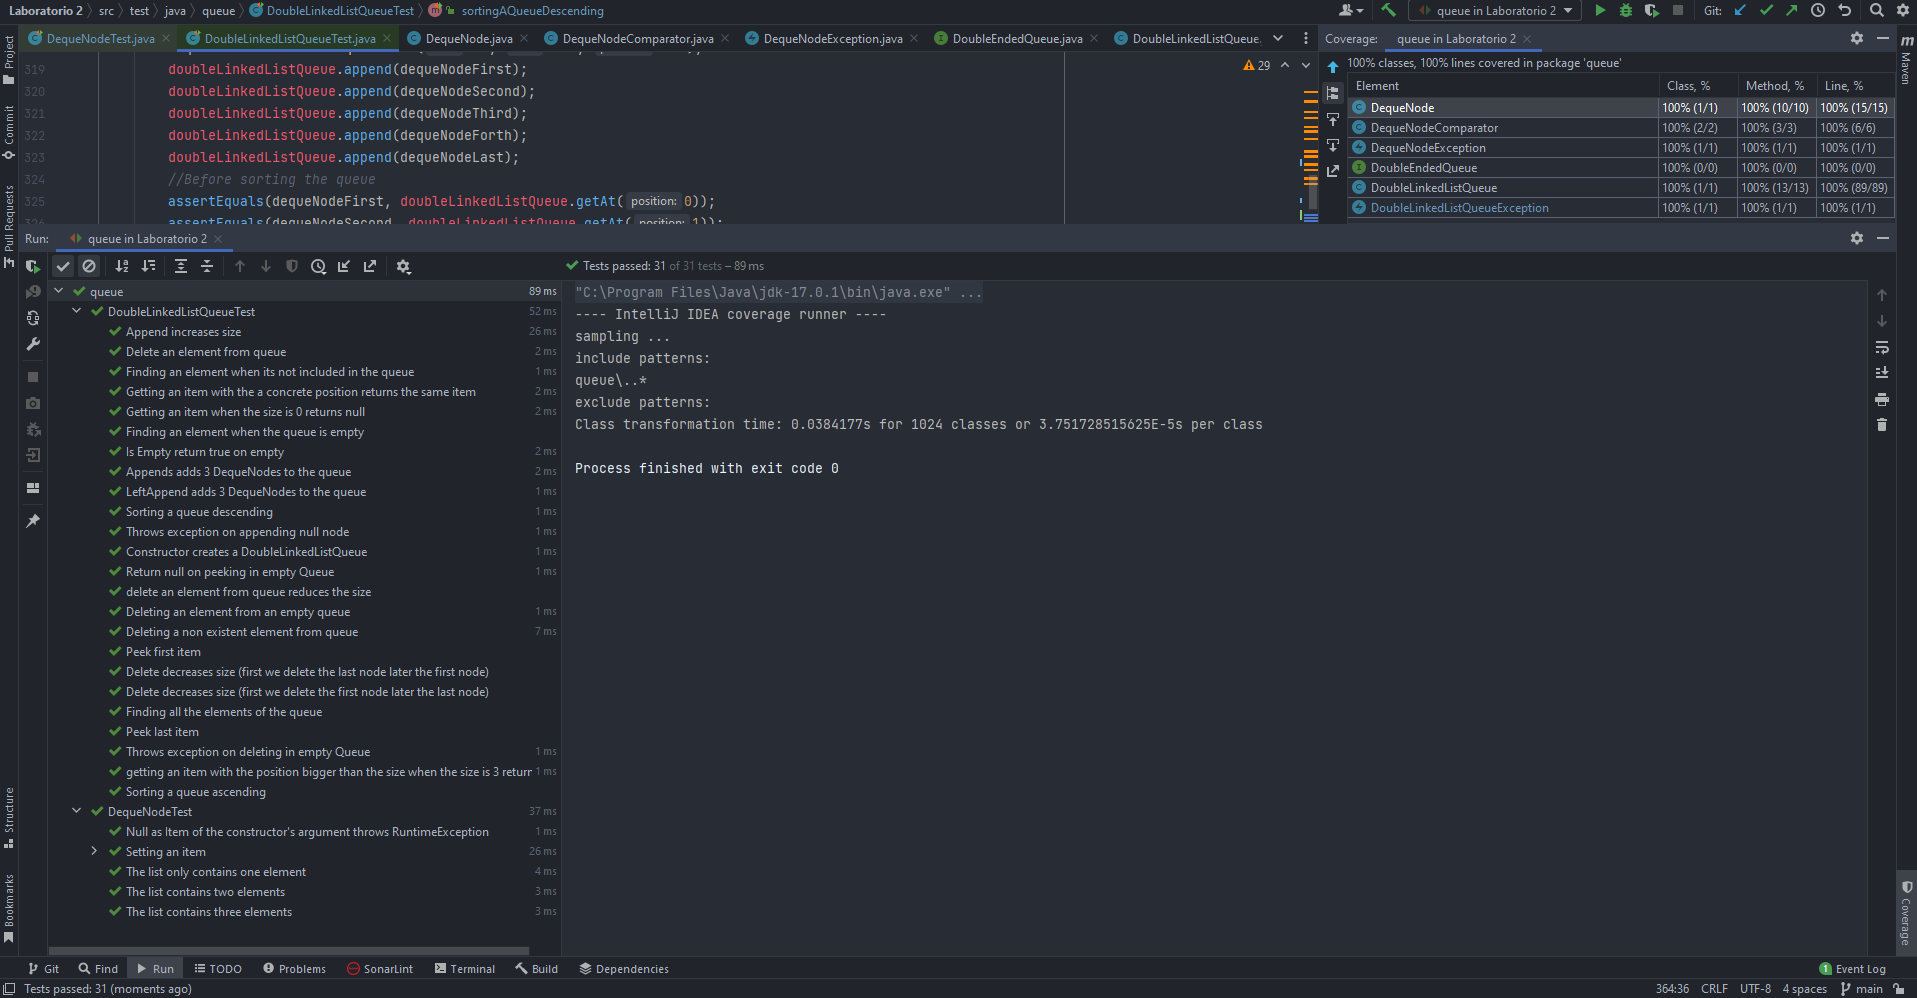 Laboratorio 2 > src > test > java > queue > DoubleLinkedListQueueTest > sortingAQueueDescending
queue in Laboratorio 2
Git:
DequeNodeTest.java
DoubleLinkedListQueueTest.java
DequeNode.java
DequeNodeComparator.java
DequeNodeException.java
DoubleEndedQueue.java
DoubleLinkedListQueue.
Coverage: queue in Laboratorio 2
Project
Commit
Pull Requests
Structure
Bookmarks
Maven
Coverage
319 doubleLinkedListQueue.append(dequeNodeFirst);
320 doubleLinkedListQueue.append(dequeNodeSecond);
321 doubleLinkedListQueue.append(dequeNodeThird);
322 doubleLinkedListQueue.append(dequeNodeForth);
323 doubleLinkedListQueue.append(dequeNodeLast);
324 //Before sorting the queue
325 assertEquals(dequeNodeFirst, doubleLinkedListQueue.getAt( position: 0));
326 assertEquals(dequeNodeSecond, doubleLinkedListQueue.getAt( position: 1));
29
100% classes, 100% lines covered in package 'queue'
Element Class, % Method, % Line, %
DequeNode 100% (1/1) 100% (10/10) 100% (15/15)
DequeNodeComparator 100% (2/2) 100% (3/3) 100% (6/6)
DequeNodeException 100% (1/1) 100% (1/1) 100% (1/1)
DoubleEndedQueue 100% (0/0) 100% (0/0) 100% (0/0)
DoubleLinkedListQueue 100% (1/1) 100% (13/13) 100% (89/89)
DoubleLinkedListQueueException 100% (1/1) 100% (1/1) 100% (1/1)
Run: queue in Laboratorio 2
Tests passed: 31 of 31 tests – 89 ms
queue 89 ms
DoubleLinkedListQueueTest 52 ms
Append increases size 26 ms
Delete an element from queue 2 ms
Finding an element when its not included in the queue 1 ms
Getting an item with the a concrete position returns the same item 2 ms
Getting an item when the size is 0 returns null 2 ms
Finding an element when the queue is empty
Is Empty return true on empty 2 ms
Appends adds 3 DequeNodes to the queue 2 ms
LeftAppend adds 3 DequeNodes to the queue 1 ms
Sorting a queue descending 1 ms
Throws exception on appending null node 1 ms
Constructor creates a DoubleLinkedListQueue 1 ms
Return null on peeking in empty Queue 1 ms
delete an element from queue reduces the size
Deleting an element from an empty queue 1 ms
Deleting a non existent element from queue 7 ms
Peek first item
Delete decreases size (first we delete the last node later the first node)
Delete decreases size (first we delete the first node later the last node)
Finding all the elements of the queue
Peek last item
Throws exception on deleting in empty Queue 1 ms
getting an item with the position bigger than the size when the size is 3 return 1 ms
Sorting a queue ascending
DequeNodeTest 37 ms
Null as Item of the constructor's argument throws RuntimeException 1 ms
Setting an item 26 ms
The list only contains one element 4 ms
The list contains two elements 3 ms
The list contains three elements 3 ms
"C:\Program Files\Java\jdk-17.0.1\bin\java.exe" ...
---- IntelliJ IDEA coverage runner ----
sampling ...
include patterns:
queue\..*
exclude patterns:
Class transformation time: 0.0384177s for 1024 classes or 3.751728515625E-5s per class
Process finished with exit code 0
Git Find Run TODO Problems SonarLint Terminal Build Dependencies
1 Event Log
Tests passed: 31 (moments ago)
364:36 CRLF UTF-8 4 spaces main